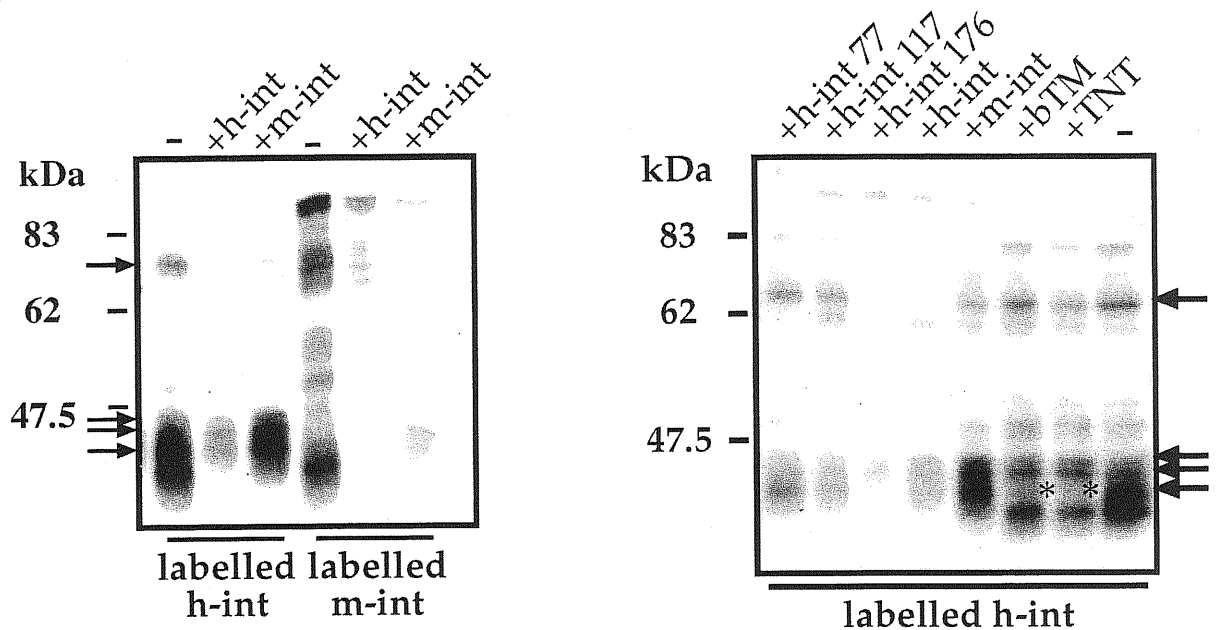 - +h-int +m-int - +h-int +m-int
kDa
83
62
47.5
labelled h-int
labelled m-int
+h-int 77 +h-int 117 +h-int 176 +h-int +m-int +bTM +TNT -
kDa
83
62
47.5
* *
labelled h-int